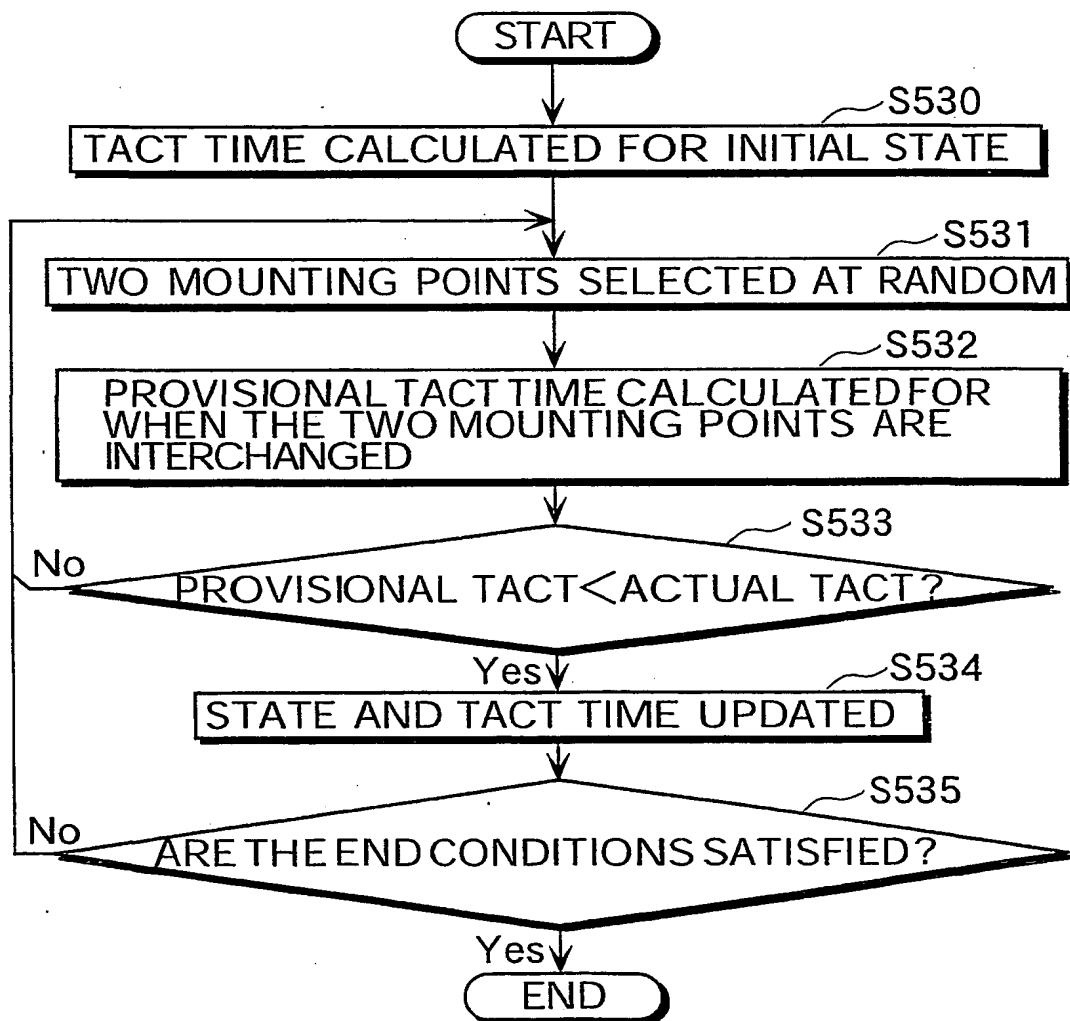 START
S530
TACT TIME CALCULATED FOR INITIAL STATE
S531
TWO MOUNTING POINTS SELECTED AT RANDOM
S532
PROVISIONAL TACT TIME CALCULATED FOR
WHEN THE TWO MOUNTING POINTS ARE
INTERCHANGED
S533
No
PROVISIONAL TACT<ACTUAL TACT?
Yes
S534
STATE AND TACT TIME UPDATED
S535
No
ARE THE END CONDITIONS SATISFIED?
Yes
END